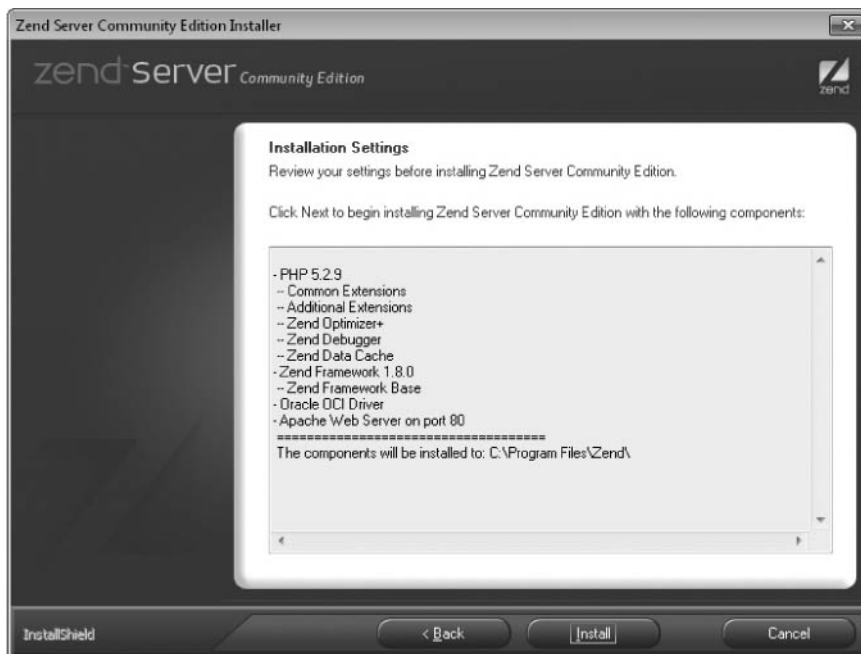 Zend Server Community Edition Installer
zend server Community Edition
zend
Installation Settings
Review your settings before installing Zend Server Community Edition.
Click Next to begin installing Zend Server Community Edition with the following components:
- PHP 5.2.9
-- Common Extensions
-- Additional Extensions
-- Zend Optimizer+
-- Zend Debugger
-- Zend Data Cache
- Zend Framework 1.8.0
-- Zend Framework Base
- Oracle OCI Driver
- Apache Web Server on port 80
====================================
The components will be installed to: C:\Program Files\Zend\
InstallShield
< Back
Install
Cancel